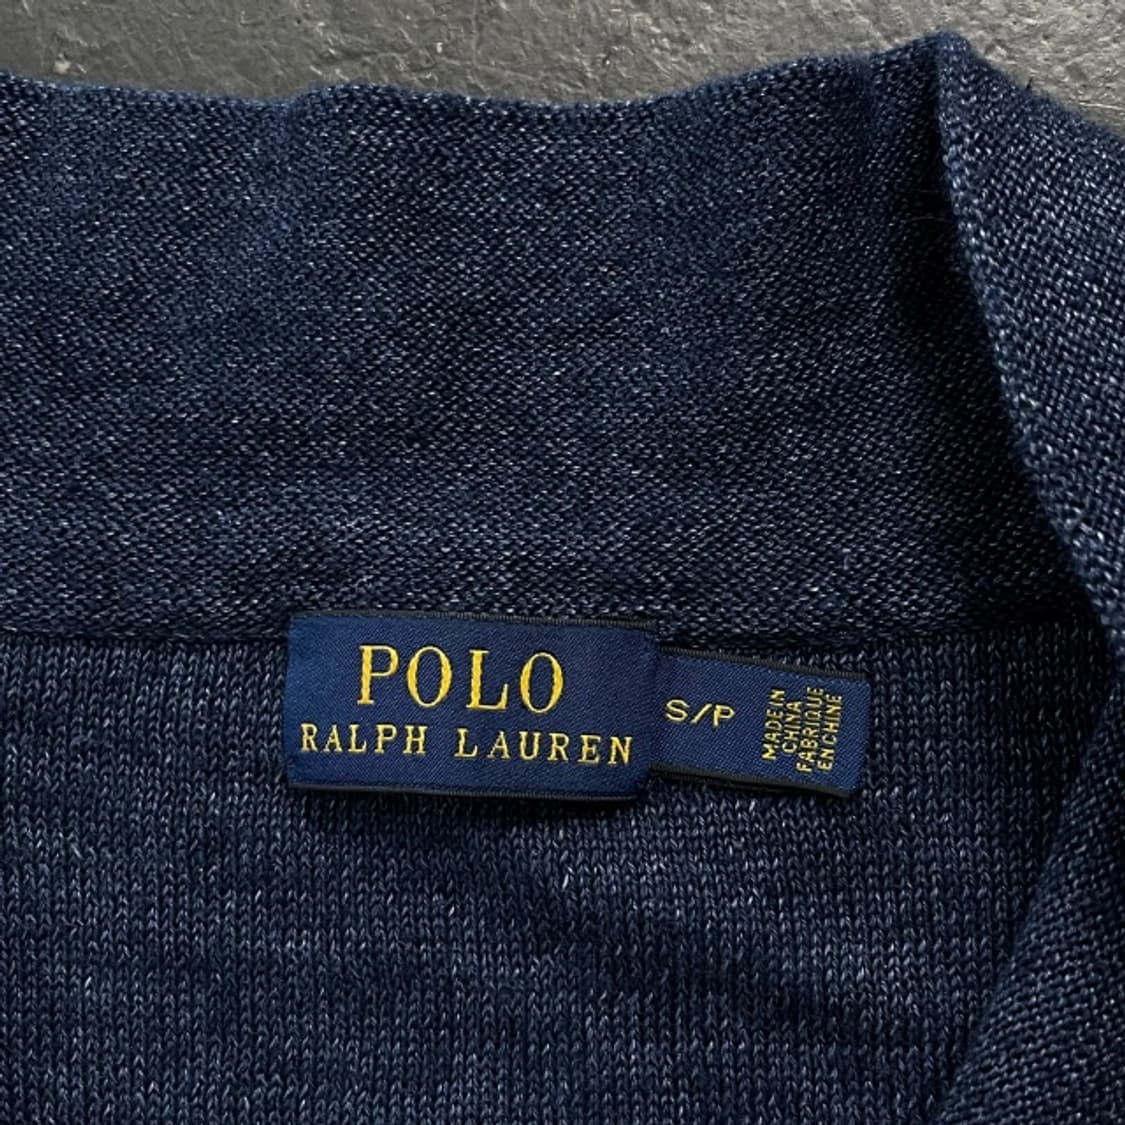 POLO
RALPH LAUREN
S/P
MADE IN
CHINA
FABRIQUE
EN CHINE